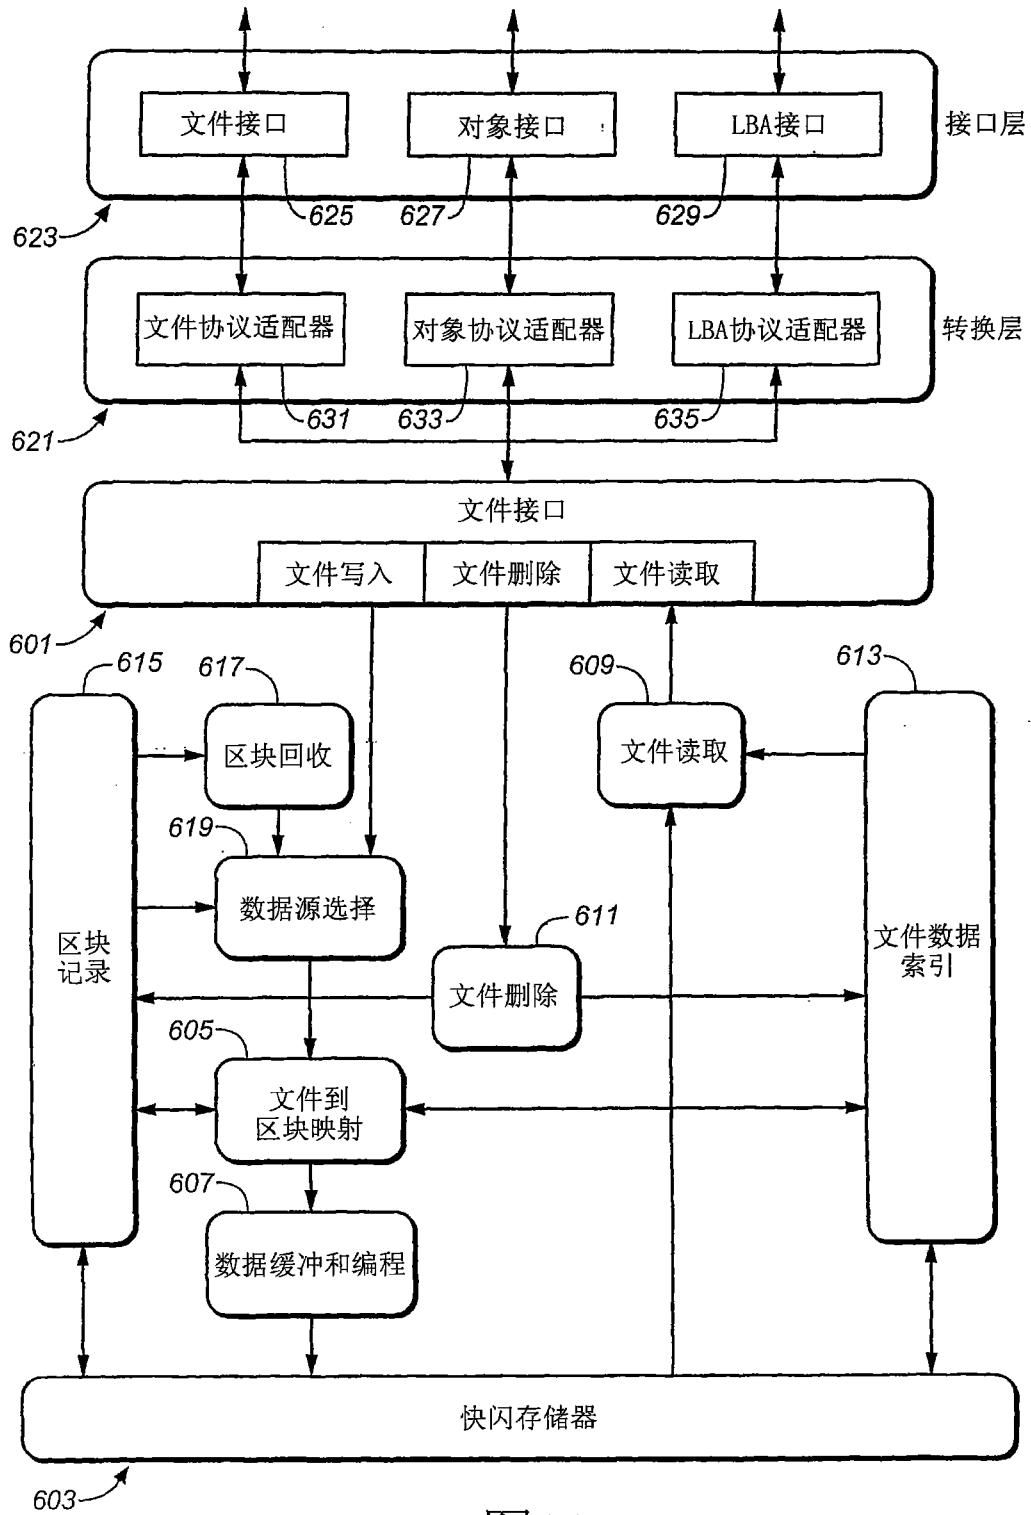 文件接口
对象接口
LBA接口
接口层
625
627
629
623
文件协议适配器
对象协议适配器
LBA协议适配器
转换层
631
633
635
621
文件接口
文件写入
文件删除
文件读取
601
615
617
609
613
区块回收
文件读取
619
数据源选择
611
区块
记录
文件数据
索引
文件删除
605
文件到
区块映射
607
数据缓冲和编程
快闪存储器
603